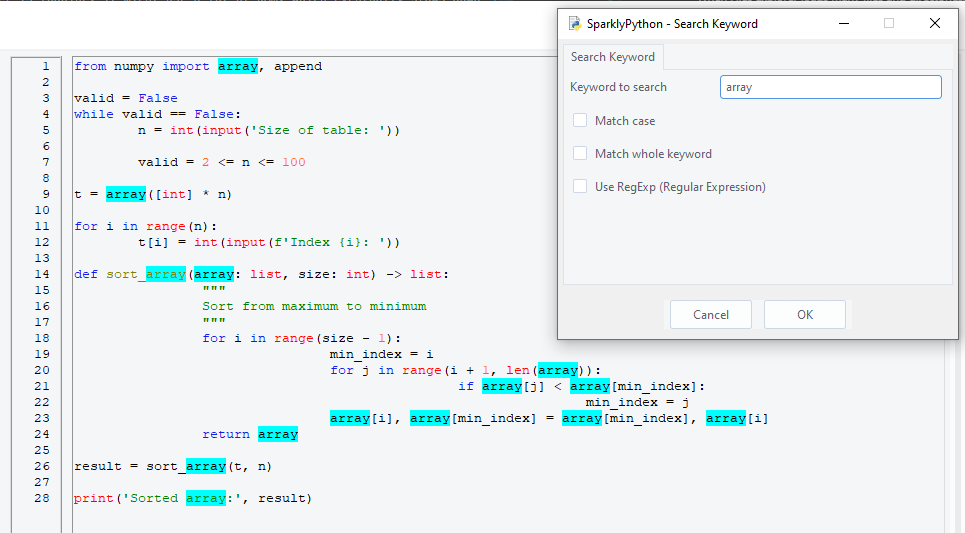 SparklyPython - Search Keyword
Search Keyword
Keyword to search array
Match case
Match whole keyword
Use RegExp (Regular Expression)
Cancel OK
1 from numpy import array, append
2
3 valid = False
4 while valid == False:
5         n = int(input('Size of table: '))
6
7         valid = 2 <= n <= 100
8
9 t = array([int] * n)
10
11 for i in range(n):
12         t[i] = int(input(f'Index {i}: '))
13
14 def sort_array(array: list, size: int) -> list:
15                 """
16                 Sort from maximum to minimum
17                 """
18                 for i in range(size - 1):
19                                 min_index = i
20                                 for j in range(i + 1, len(array)):
21                                                 if array[j] < array[min_index]:
22                                                                 min_index = j
23                                 array[i], array[min_index] = array[min_index], array[i]
24                 return array
25
26 result = sort_array(t, n)
27
28 print('Sorted array:', result)